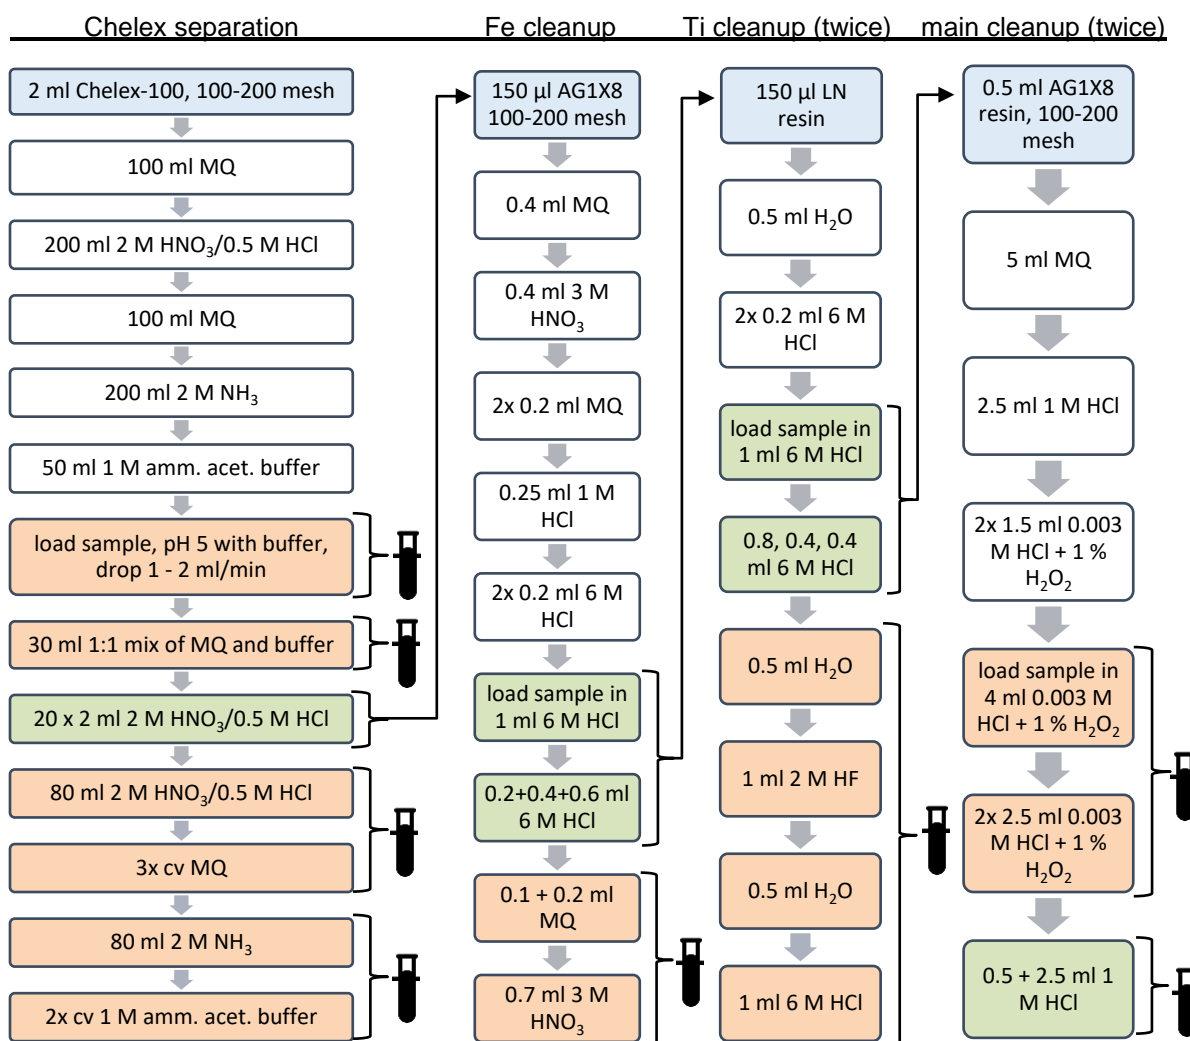 Chelex separation
Fe cleanup
Ti cleanup (twice)
main cleanup (twice)
2 ml Chelex-100, 100-200 mesh
100 ml MQ
200 ml 2 M HNO₃/0.5 M HCl
100 ml MQ
200 ml 2 M NH₃
50 ml 1 M amm. acet. buffer
load sample, pH 5 with buffer,
drop 1 - 2 ml/min
30 ml 1:1 mix of MQ and buffer
20 x 2 ml 2 M HNO₃/0.5 M HCl
80 ml 2 M HNO₃/0.5 M HCl
3x cv MQ
80 ml 2 M NH₃
2x cv 1 M amm. acet. buffer
150 µl AG1X8
100-200 mesh
0.4 ml MQ
0.4 ml 3 M
HNO₃
2x 0.2 ml MQ
0.25 ml 1 M
HCl
2x 0.2 ml 6 M
HCl
load sample in
1 ml 6 M HCl
0.2+0.4+0.6 ml
6 M HCl
0.1 + 0.2 ml
MQ
0.7 ml 3 M
HNO₃
150 µl LN
resin
0.5 ml H₂O
2x 0.2 ml 6 M
HCl
load sample in
1 ml 6 M HCl
0.8, 0.4, 0.4
ml 6 M HCl
0.5 ml H₂O
1 ml 2 M HF
0.5 ml H₂O
1 ml 6 M HCl
0.5 ml AG1X8
resin, 100-200
mesh
5 ml MQ
2.5 ml 1 M HCl
2x 1.5 ml 0.003
M HCl + 1 %
H₂O₂
load sample in
4 ml 0.003 M
HCl + 1 % H₂O₂
2x 2.5 ml 0.003
M HCl + 1 %
H₂O₂
0.5 + 2.5 ml 1
M HCl